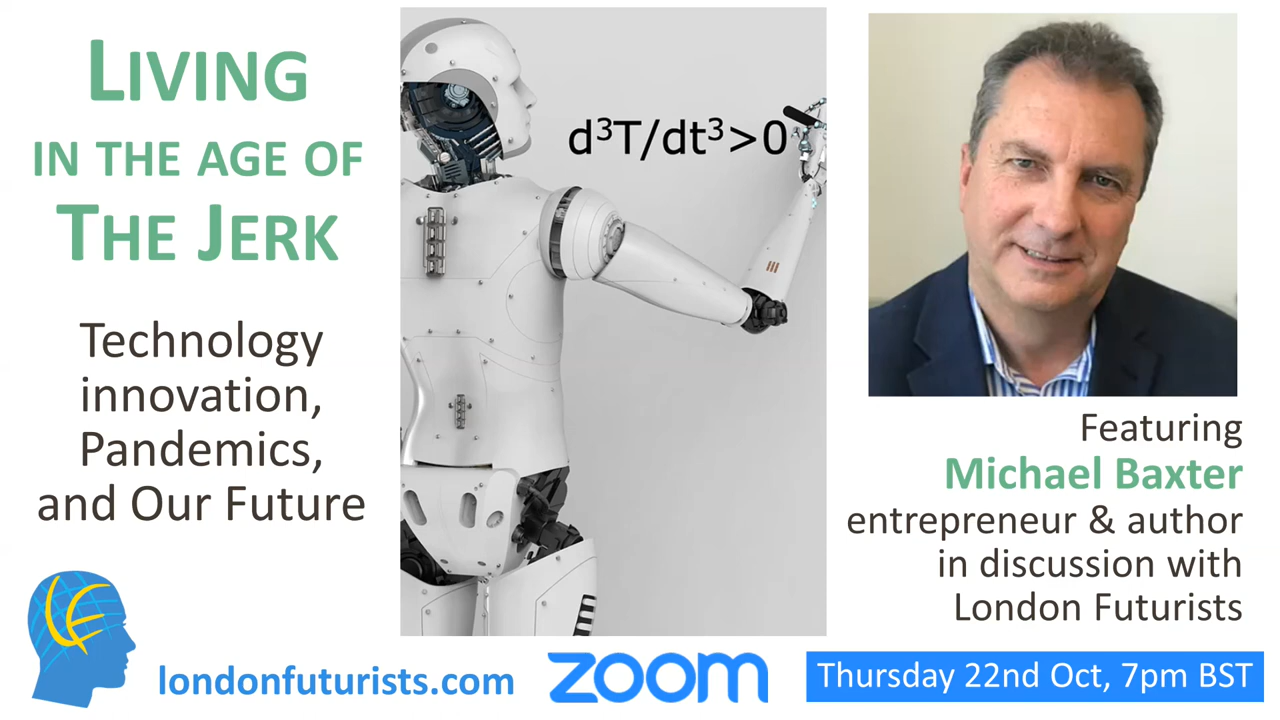 LIVING
IN THE AGE OF
THE JERK
Technology
innovation,
Pandemics,
and Our Future
d³T/dt³>0
Featuring
Michael Baxter
entrepreneur & author
in discussion with
London Futurists
londonfuturists.com
zoom
Thursday 22nd Oct, 7pm BST